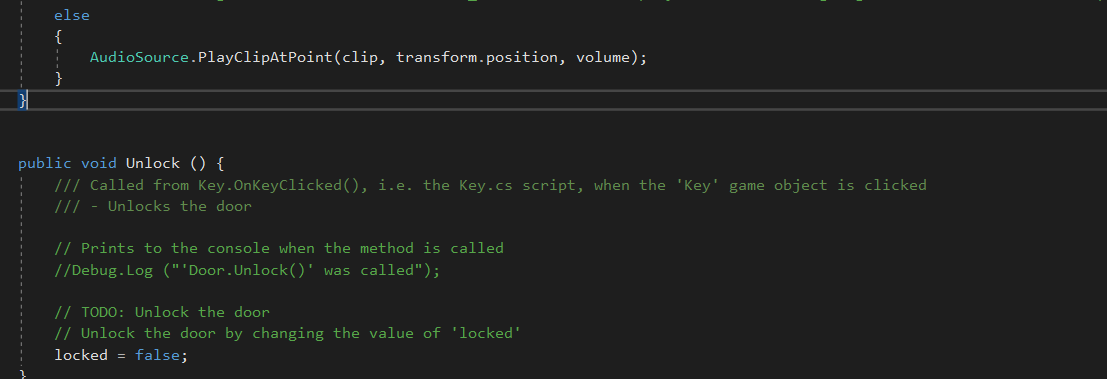 else
{
AudioSource.PlayClipAtPoint(clip, transform.position, volume);
}
}
public void Unlock () {
/// Called from Key.OnKeyClicked(), i.e. the Key.cs script, when the 'Key' game object is clicked
/// - Unlocks the door
// Prints to the console when the method is called
//Debug.Log ("'Door.Unlock()' was called");
// TODO: Unlock the door
// Unlock the door by changing the value of 'locked'
locked = false;
}